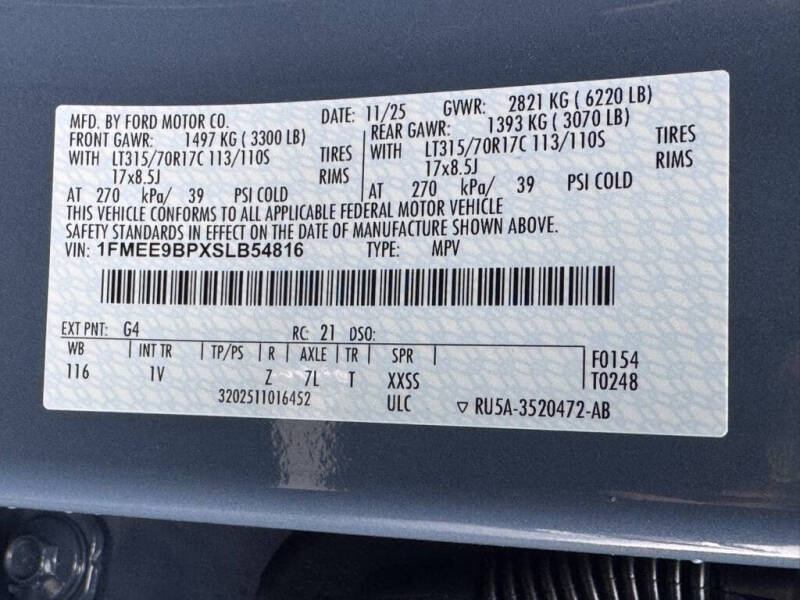 MFD. BY FORD MOTOR CO. DATE: 11/25 GVWR: 2821 KG ( 6220 LB)
FRONT GAWR: 1497 KG ( 3300 LB) REAR GAWR: 1393 KG ( 3070 LB)
WITH LT315/70R17C 113/110S TIRES WITH LT315/70R17C 113/110S TIRES
17x8.5J RIMS 17x8.5J RIMS
AT 270 kPa/ 39 PSI COLD AT 270 kPa/ 39 PSI COLD
THIS VEHICLE CONFORMS TO ALL APPLICABLE FEDERAL MOTOR VEHICLE
SAFETY STANDARDS IN EFFECT ON THE DATE OF MANUFACTURE SHOWN ABOVE.
VIN: 1FMEE9BPXSLB54816 TYPE: MPV
EXT PNT: G4 RC: 21 DSO:
WB INT TR TP/PS R AXLE TR SPR F0154
116 1V Z 7L T XXSS T0248
3202511016452 ULC ▽ RU5A-3520472-AB